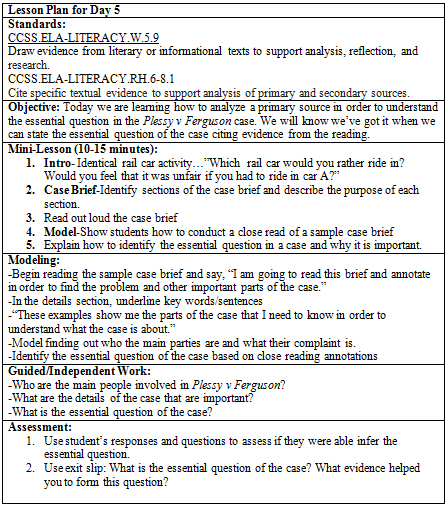 Lesson Plan for Day 5
Standards:
CCSS.ELA-LITERACY.W.5.9
Draw evidence from literary or informational texts to support analysis, reflection, and
research.
CCSS.ELA-LITERACY.RH.6-8.1
Cite specific textual evidence to support analysis of primary and secondary sources.
Objective: Today we are learning how to analyze a primary source in order to understand
the essential question in the Plessy v Ferguson case. We will know we've got it when we
can state the essential question of the case citing evidence from the reading.
Mini-Lesson (10-15 minutes):
1. Intro- Identical rail car activity…"Which rail car would you rather ride in?
Would you feel that it was unfair if you had to ride in car A?"
2. Case Brief-Identify sections of the case brief and describe the purpose of each
section.
3. Read out loud the case brief
4. Model-Show students how to conduct a close read of a sample case brief
5. Explain how to identify the essential question in a case and why it is important.
Modeling:
-Begin reading the sample case brief and say, "I am going to read this brief and annotate
in order to find the problem and other important parts of the case."
-In the details section, underline key words/sentences
-"These examples show me the parts of the case that I need to know in order to
understand what the case is about."
-Model finding out who the main parties are and what their complaint is.
-Identify the essential question of the case based on close reading annotations
Guided/Independent Work:
-Who are the main people involved in Plessy v Ferguson?
-What are the details of the case that are important?
-What is the essential question of the case?
Assessment:
1. Use student's responses and questions to assess if they were able infer the
essential question.
2. Use exit slip: What is the essential question of the case? What evidence helped
you to form this question?